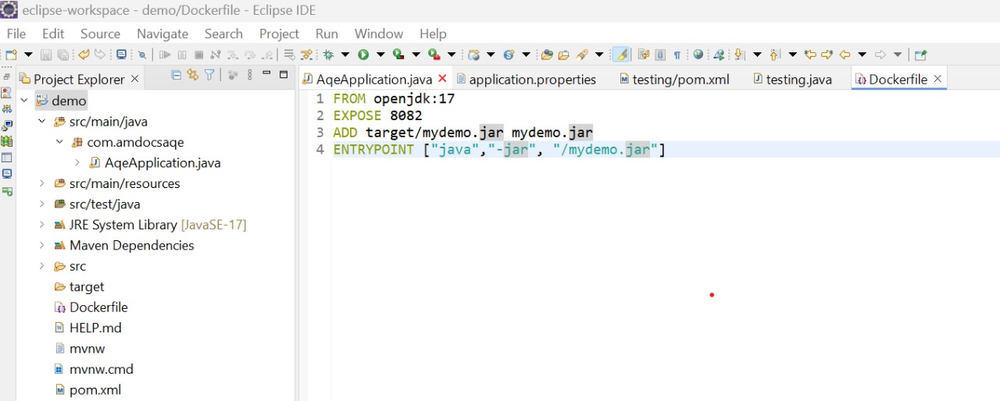 eclipse-workspace - demo/Dockerfile - Eclipse IDE
File Edit Source Navigate Search Project Run Window Help
Project Explorer
demo
src/main/java
com.amdocsaqe
AqeApplication.java
src/main/resources
src/test/java
JRE System Library [JavaSE-17]
Maven Dependencies
src
target
Dockerfile
HELP.md
mvnw
mvnw.cmd
pom.xml
AqeApplication.java application.properties testing/pom.xml testing.java Dockerfile
1 FROM openjdk:17
2 EXPOSE 8082
3 ADD target/mydemo.jar mydemo.jar
4 ENTRYPOINT ["java","-jar", "/mydemo.jar"]